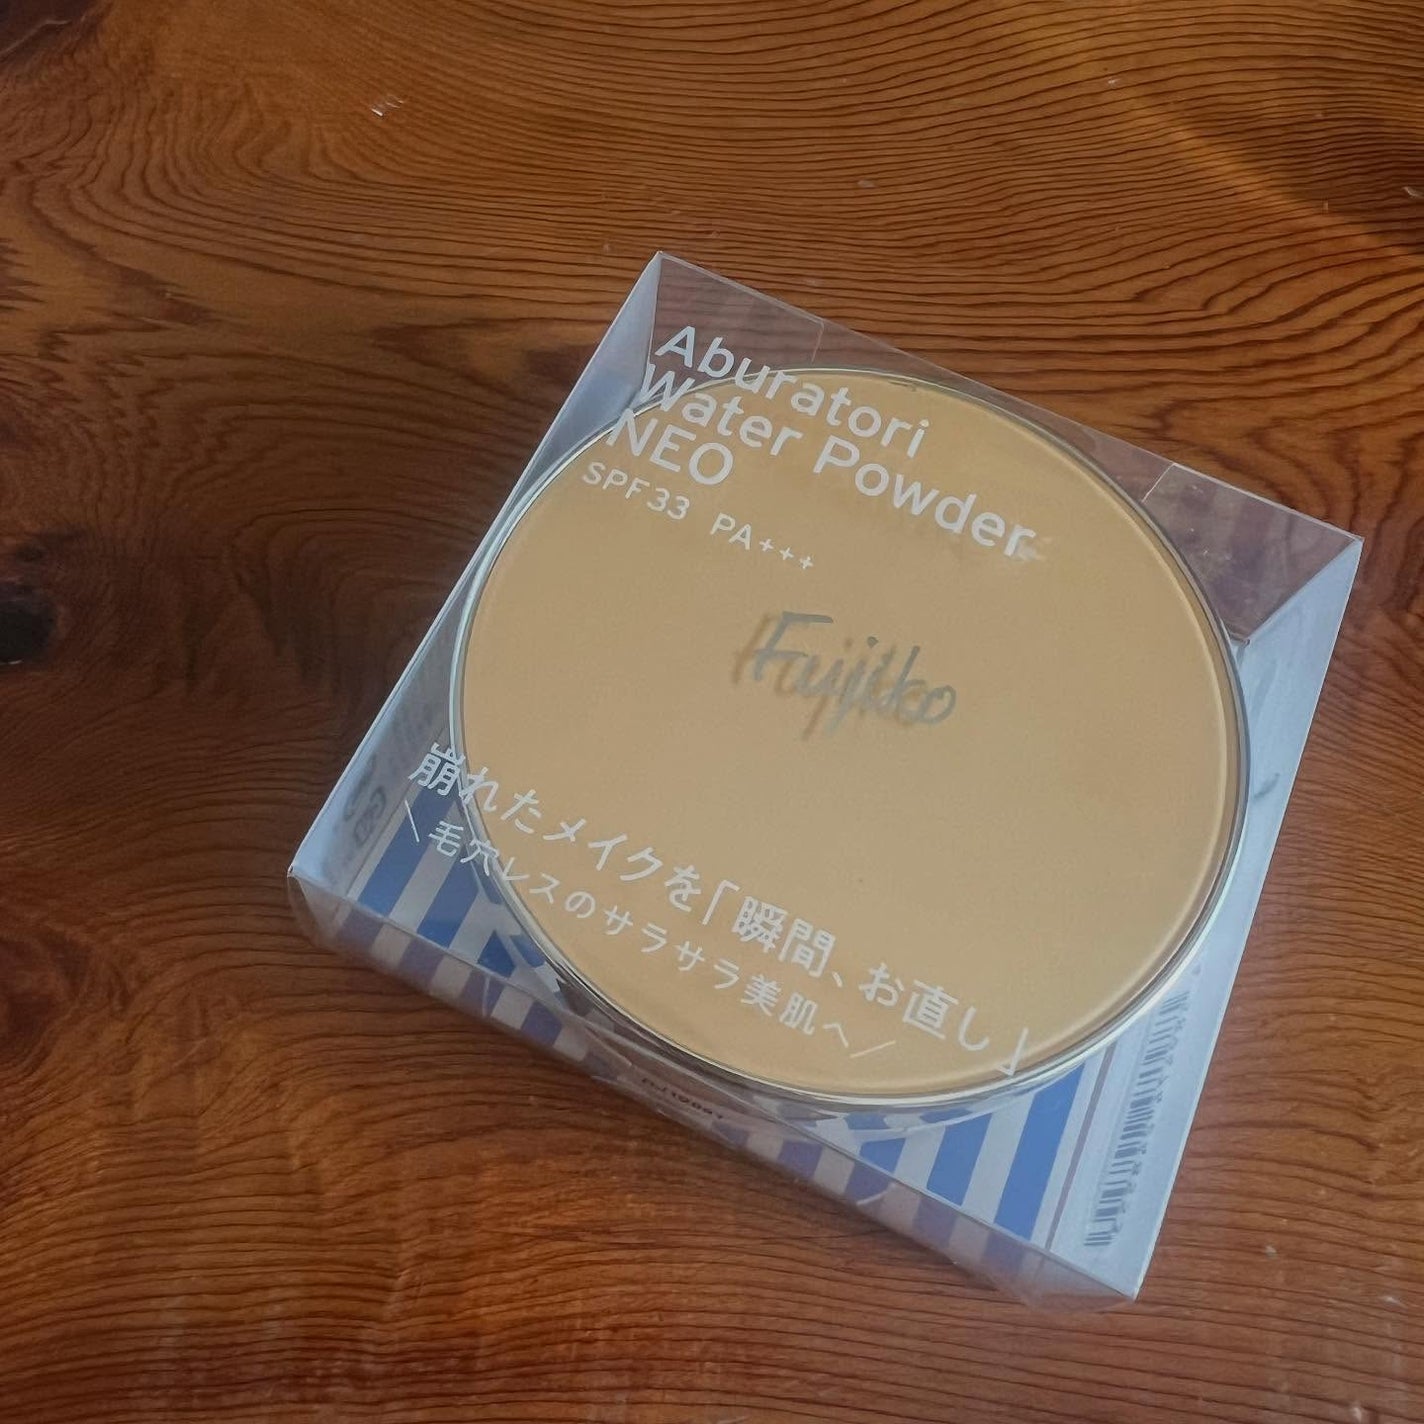 Aburatori
Water Powder
NEO
SPF33 PA+++
Fujiko
崩れたメイクを「瞬間、お直し」
\毛穴レスのサラサラ美肌へ/